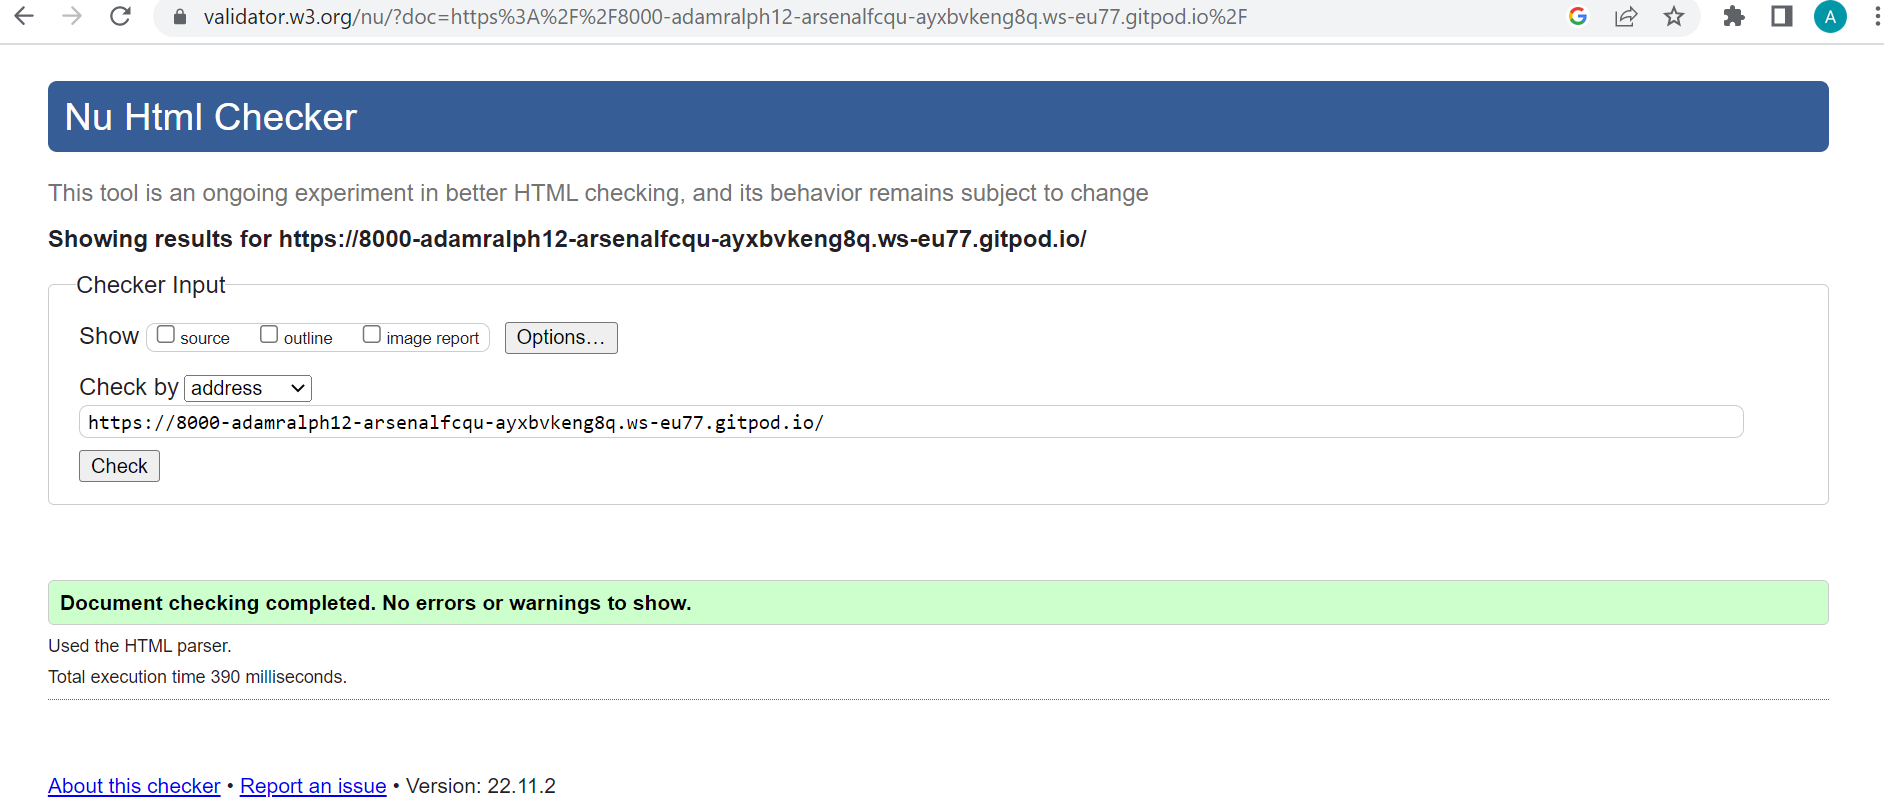 validator.w3.org/nu/?doc=https%3A%2F%2F8000-adamralph12-arsenalfcqu-ayxbvkeng8q.ws-eu77.gitpod.io%2F
A
Nu Html Checker
This tool is an ongoing experiment in better HTML checking, and its behavior remains subject to change
Showing results for https://8000-adamralph12-arsenalfcqu-ayxbvkeng8q.ws-eu77.gitpod.io/
Checker Input
Show source outline image report Options…
Check by address
https://8000-adamralph12-arsenalfcqu-ayxbvkeng8q.ws-eu77.gitpod.io/
Check
Document checking completed. No errors or warnings to show.
Used the HTML parser.
Total execution time 390 milliseconds.
About this checker • Report an issue • Version: 22.11.2